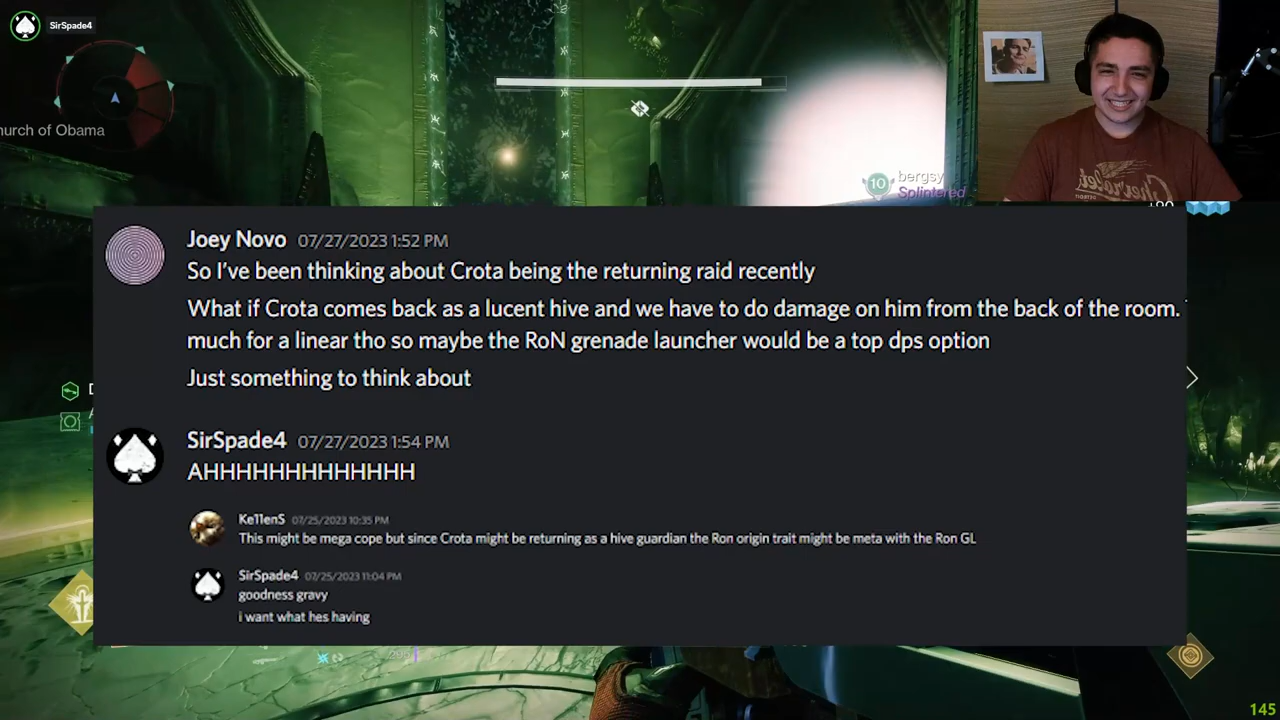 SirSpade4
hurch of Obama
10 bergsy
Splintered
Chevrolet
DETROIT
Joey Novo 07/27/2023 1:52 PM
So I've been thinking about Crota being the returning raid recently
What if Crota comes back as a lucent hive and we have to do damage on him from the back of the room.
much for a linear tho so maybe the RoN grenade launcher would be a top dps option
Just something to think about
SirSpade4 07/27/2023 1:54 PM
AHHHHHHHHHHHHHH
Ke11enS 07/25/2023 10:35 PM
This might be mega cope but since Crota might be returning as a hive guardian the Ron origin trait might be meta with the Ron GL
SirSpade4 07/25/2023 11:04 PM
goodness gravy
i want what hes having
145